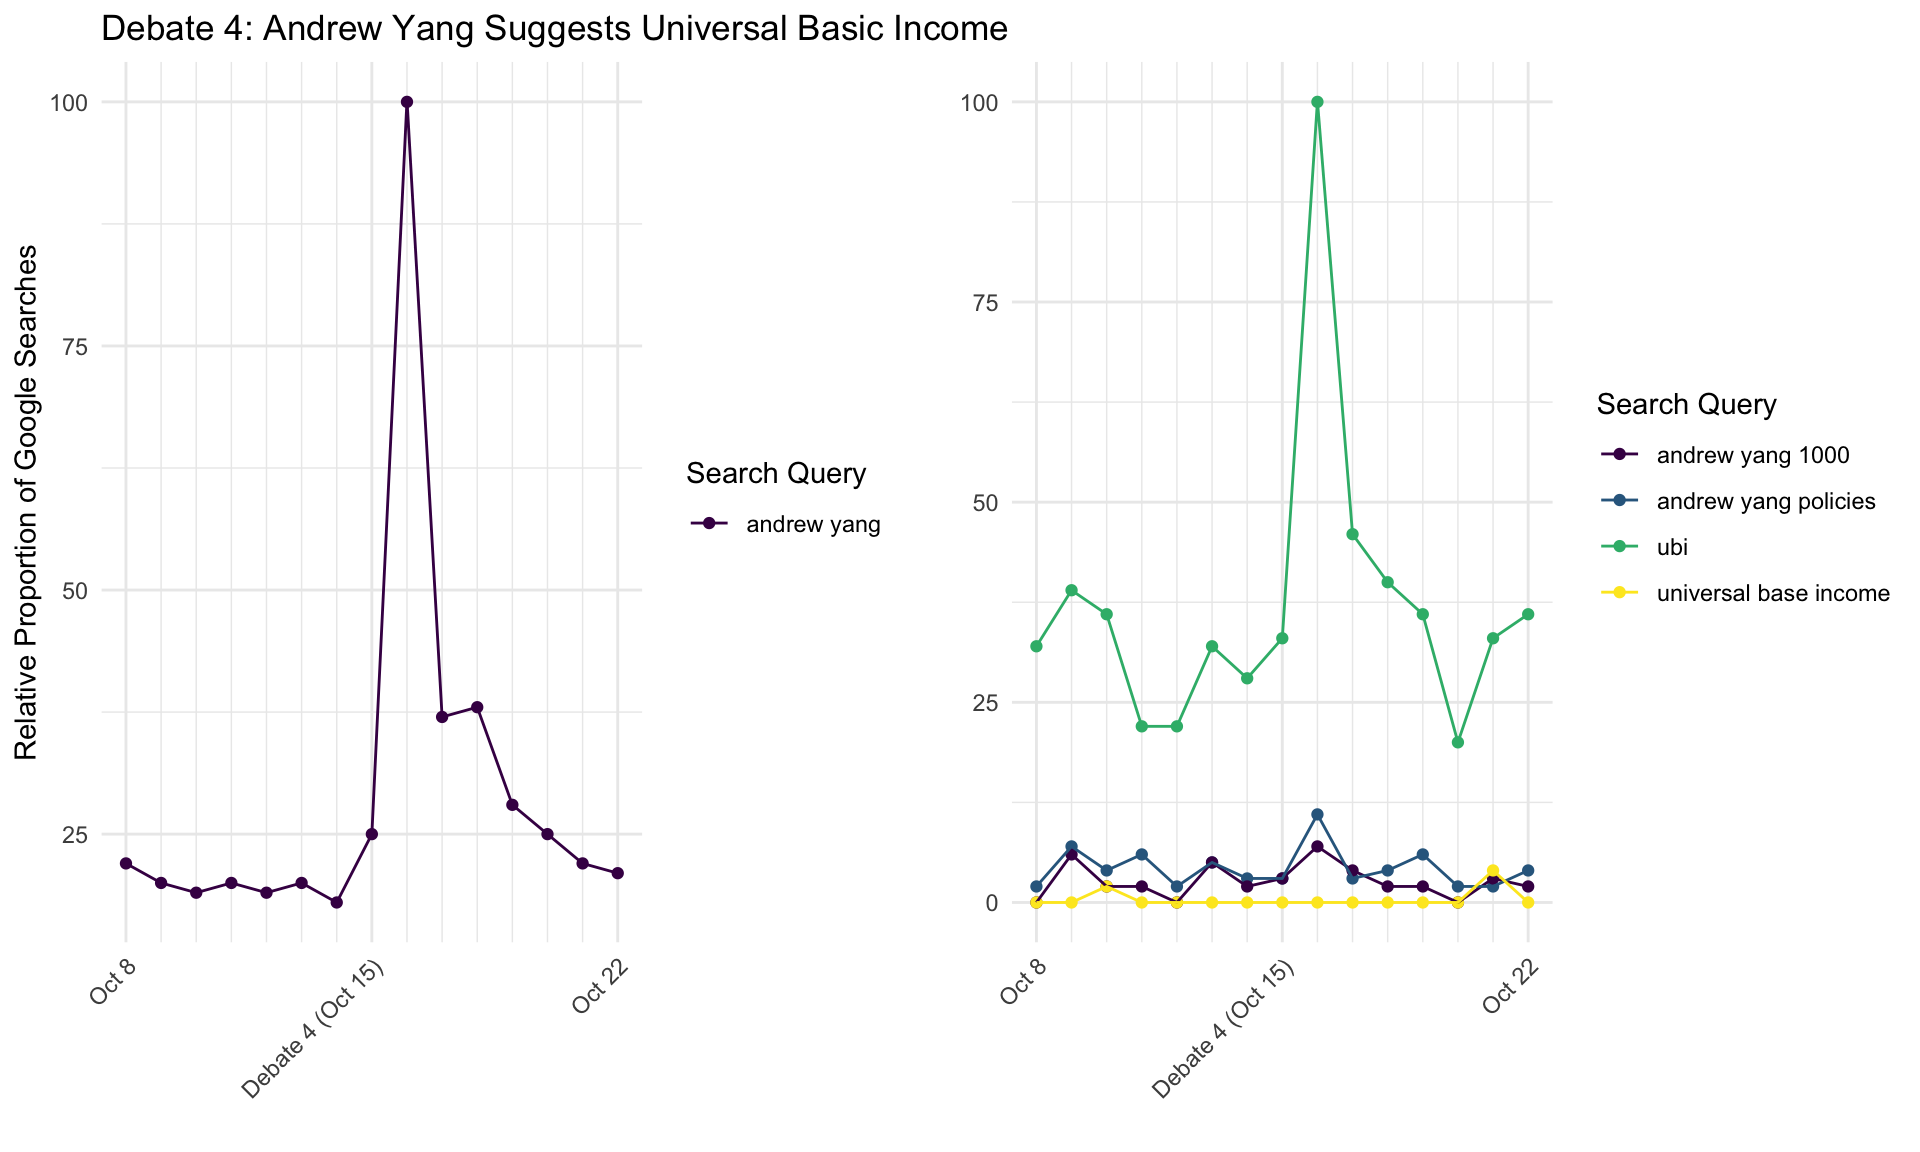 Debate 4: Andrew Yang Suggests Universal Basic Income
Relative Proportion of Google Searches
100
75
50
25
Oct 8
Debate 4 (Oct 15)
Oct 22
Search Query
andrew yang
100
75
50
25
0
Oct 8
Debate 4 (Oct 15)
Oct 22
Search Query
andrew yang 1000
andrew yang policies
ubi
universal base income